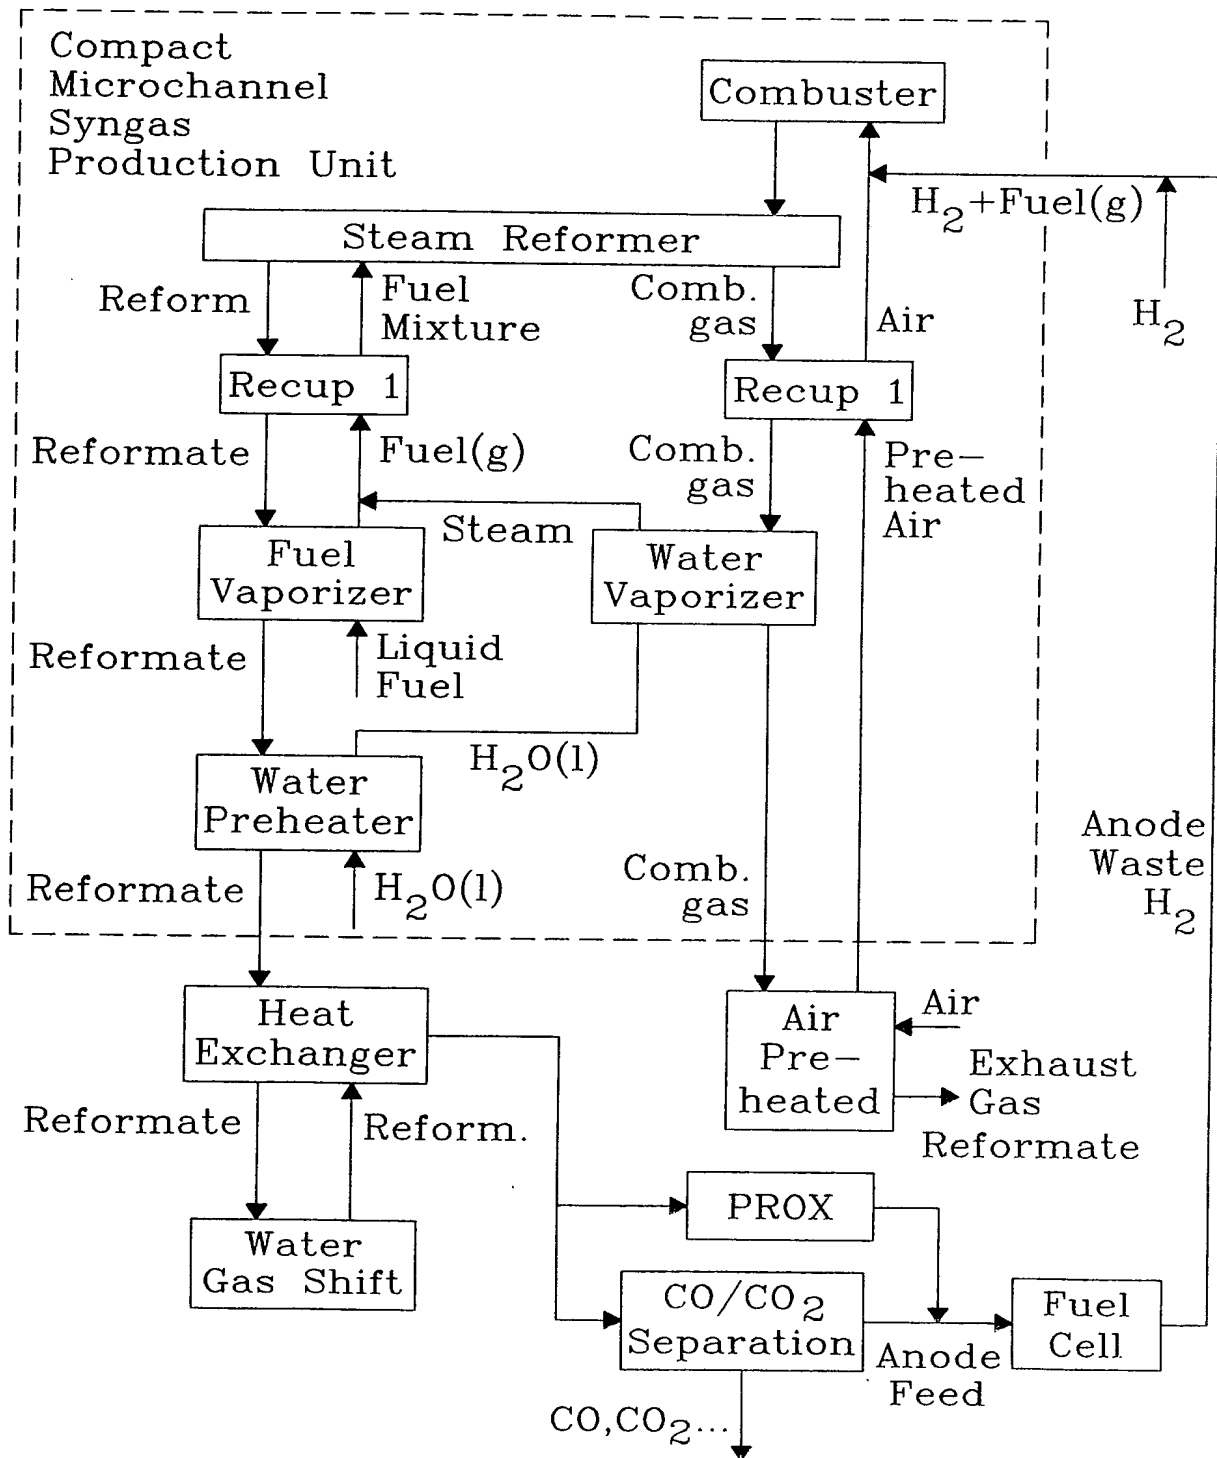 Compact
Microchannel
Syngas
Production Unit
Combuster
H2+Fuel(g)
H2
Steam Reformer
Reform
Fuel
Mixture
Comb.
gas
Air
Recup 1
Recup 1
Reformate
Fuel(g)
Comb.
gas
Pre-
heated
Air
Steam
Fuel
Vaporizer
Water
Vaporizer
Reformate
Liquid
Fuel
H2O(l)
Water
Preheater
Reformate
H2O(l)
Comb.
gas
Anode
Waste
H2
Heat
Exchanger
Air
Pre-
heated
Air
Exhaust
Gas
Reformate
Reformate
Reform.
PROX
Water
Gas Shift
CO/CO2
Separation
Anode
Feed
Fuel
Cell
CO,CO2...